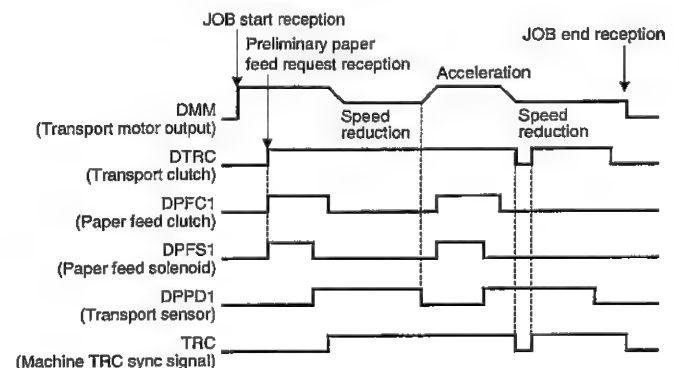 JOB start reception
Preliminary paper
feed request reception
JOB end reception
Acceleration
DMM
(Transport motor output)
Speed
reduction
Speed
reduction
DTRC
(Transport clutch)
DPFC1
(Paper feed clutch)
DPFS1
(Paper feed solenoid)
DPPD1
(Transport sensor)
TRC
(Machine TRC sync signal)